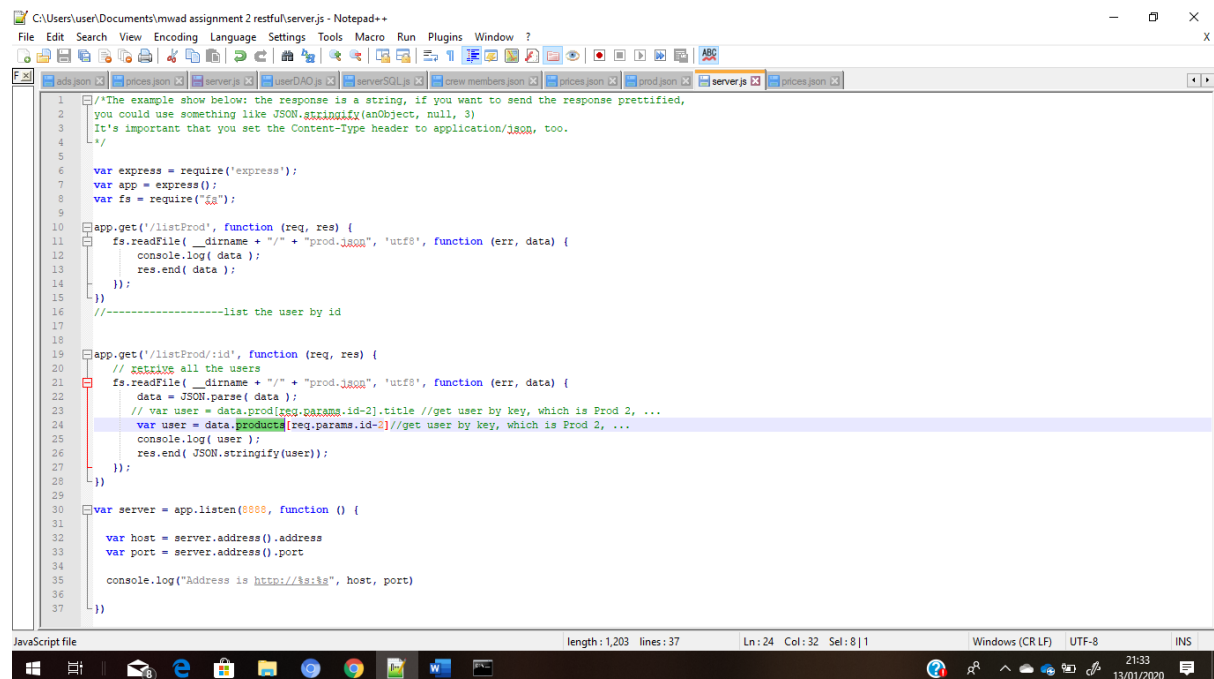 C:\Users\user\Documents\mwad assignment 2 restful\server.js - Notepad++
File Edit Search View Encoding Language Settings Tools Macro Run Plugins Window ?
X
ABC
ads.json prices.json server.js userDAO.js serverSQL.js crew members.json prices.json prod.json server.js prices.json
1 /*The example show below: the response is a string, if you want to send the response prettified,
2 you could use something like JSON.stringify(anObject, null, 3)
3 It's important that you set the Content-Type header to application/json, too.
4 */
5
6 var express = require('express');
7 var app = express();
8 var fs = require("fs");
9
10 app.get('/listProd', function (req, res) {
11 fs.readFile( __dirname + "/" + "prod.json", 'utf8', function (err, data) {
12 console.log( data );
13 res.end( data );
14 });
15 })
16 //-------------------list the user by id
17
18
19 app.get('/listProd/:id', function (req, res) {
20 // retrive all the users
21 fs.readFile( __dirname + "/" + "prod.json", 'utf8', function (err, data) {
22 data = JSON.parse( data );
23 // var user = data.prod[req.params.id-2].title //get user by key, which is Prod 2, ...
24 var user = data.products[req.params.id-2]//get user by key, which is Prod 2, ...
25 console.log( user );
26 res.end( JSON.stringify(user));
27 });
28 })
29
30 var server = app.listen(8888, function () {
31
32 var host = server.address().address
33 var port = server.address().port
34
35 console.log("Address is http://%s:%s", host, port)
36
37 })
JavaScript file length : 1,203 lines : 37 Ln : 24 Col : 32 Sel : 8 | 1 Windows (CR LF) UTF-8 INS
21:33
13/01/2020